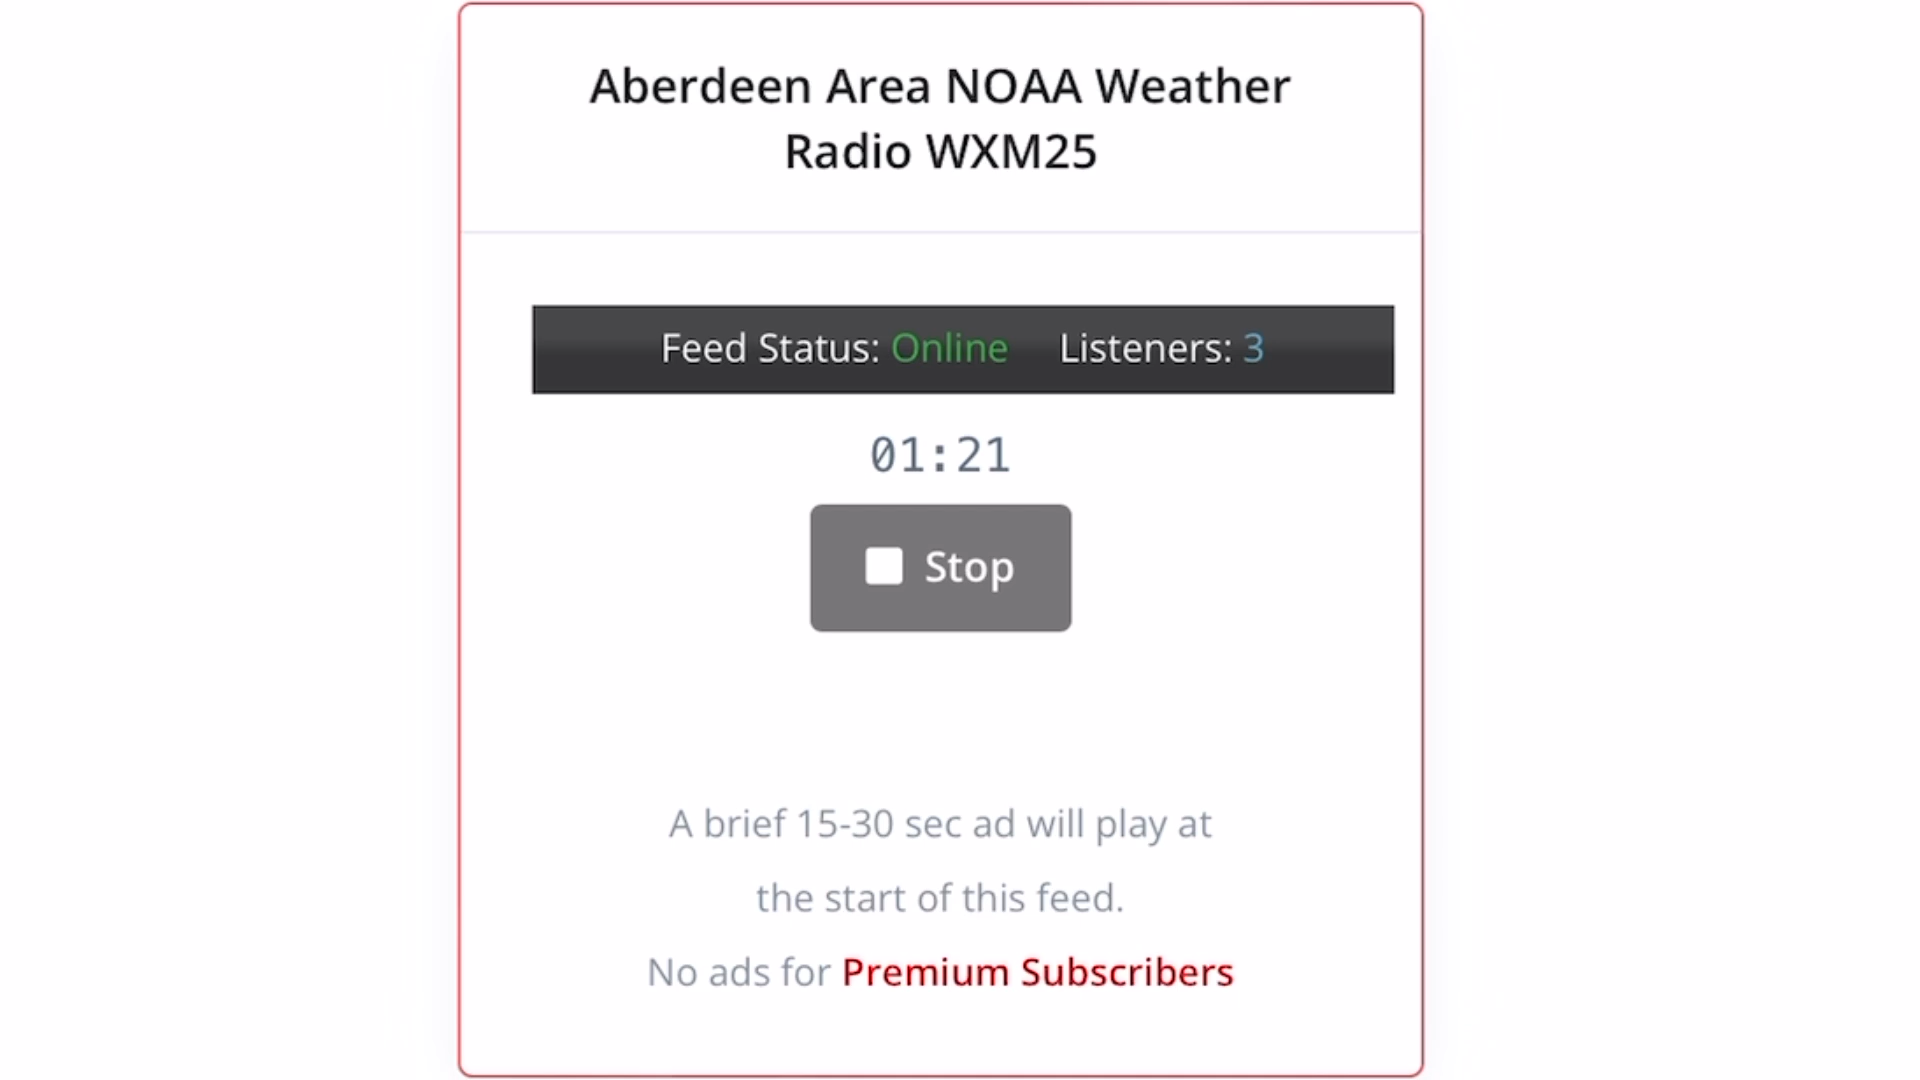 Aberdeen Area NOAA Weather
Radio WXM25
Feed Status: Online Listeners: 3
01:21
Stop
A brief 15-30 sec ad will play at
the start of this feed.
No ads for Premium Subscribers